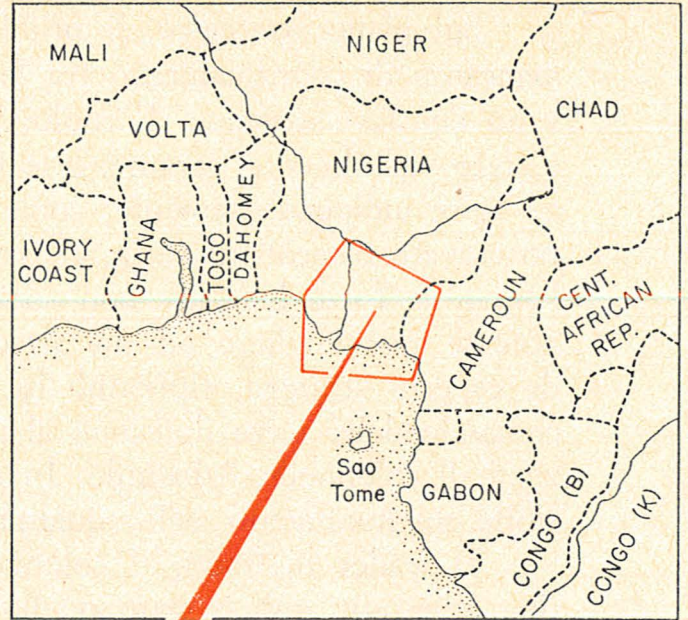 MALI
NIGER
CHAD
VOLTA
NIGERIA
IVORY
COAST
GHANA
TOGO
DAHOMEY
CAMEROUN
CENT.
AFRICAN
REP.
Sao
Tome
GABON
CONGO (B)
CONGO (K)